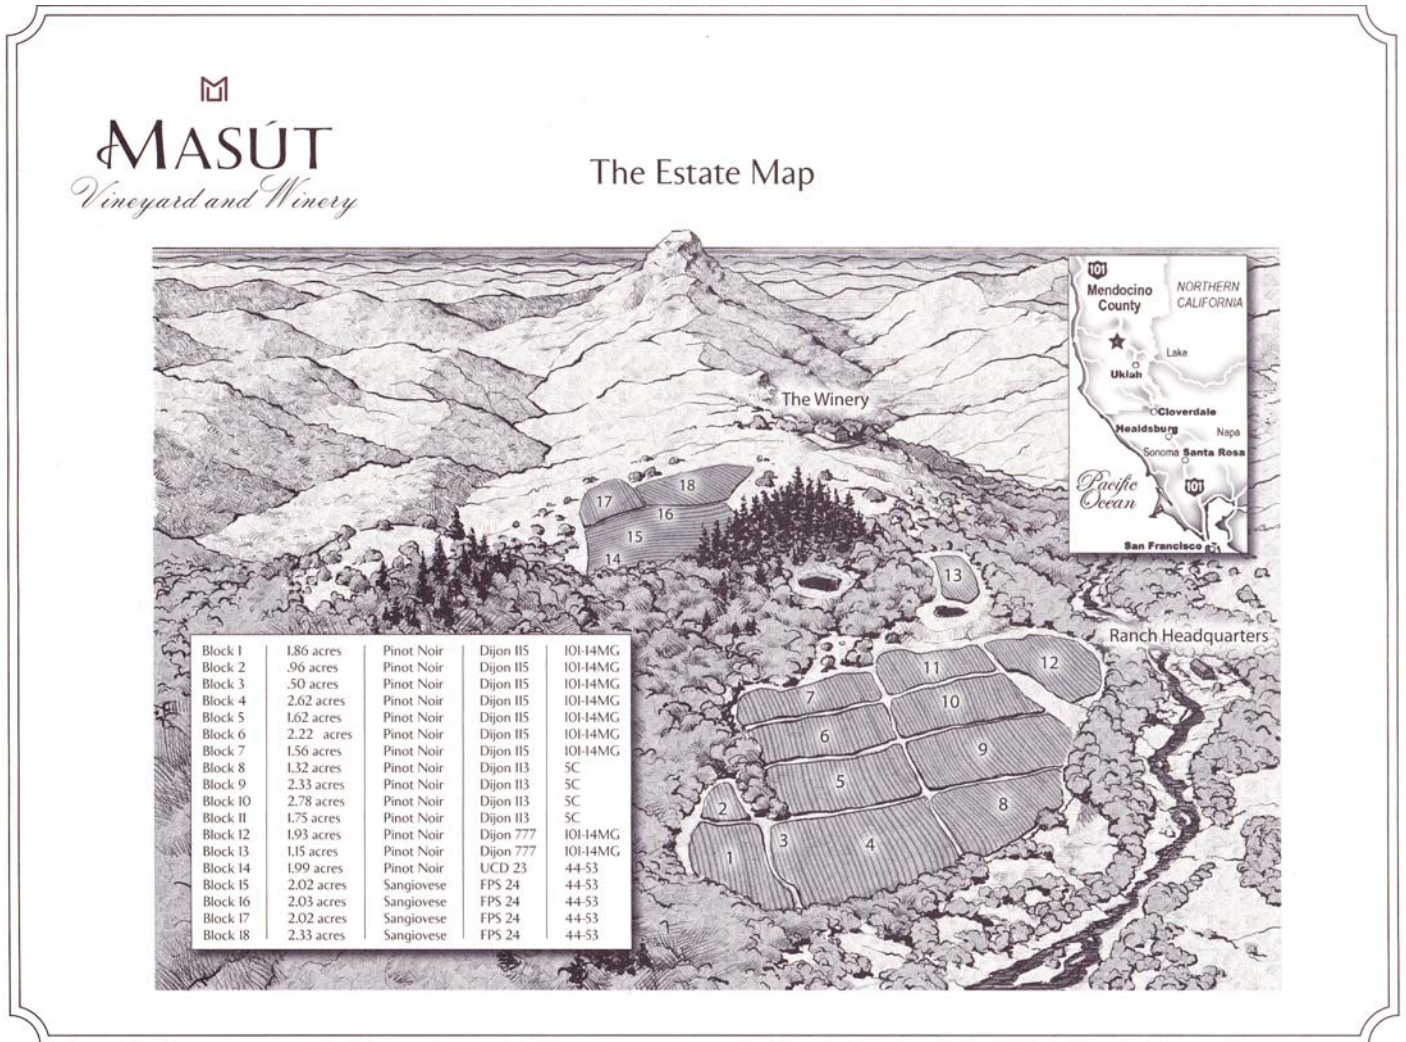 MASÚT
Vineyard and Winery
The Estate Map
101
Mendocino
County
NORTHERN
CALIFORNIA
Lake
Ukiah
Cloverdale
Healdsburg
Napa
Sonoma Santa Rosa
Pacific
Ocean
101
San Francisco
The Winery
17
18
16
15
14
13
Ranch Headquarters
12
11
10
7
6
9
5
8
2
3
4
1
Block 1 1.86 acres Pinot Noir Dijon 115 101-14MG
Block 2 .96 acres Pinot Noir Dijon 115 101-14MG
Block 3 .50 acres Pinot Noir Dijon 115 101-14MG
Block 4 2.62 acres Pinot Noir Dijon 115 101-14MG
Block 5 1.62 acres Pinot Noir Dijon 115 101-14MG
Block 6 2.22 acres Pinot Noir Dijon 115 101-14MG
Block 7 1.56 acres Pinot Noir Dijon 115 101-14MG
Block 8 1.32 acres Pinot Noir Dijon 113 5C
Block 9 2.33 acres Pinot Noir Dijon 113 5C
Block 10 2.78 acres Pinot Noir Dijon 113 5C
Block 11 1.75 acres Pinot Noir Dijon 113 5C
Block 12 1.93 acres Pinot Noir Dijon 777 101-14MG
Block 13 1.15 acres Pinot Noir Dijon 777 101-14MG
Block 14 1.99 acres Pinot Noir UCD 23 44-53
Block 15 2.02 acres Sangiovese FPS 24 44-53
Block 16 2.03 acres Sangiovese FPS 24 44-53
Block 17 2.02 acres Sangiovese FPS 24 44-53
Block 18 2.33 acres Sangiovese FPS 24 44-53